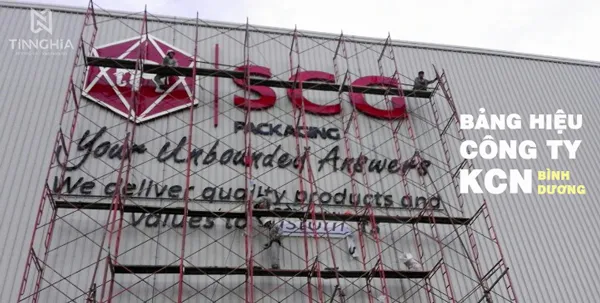 TINNGHIA
SCG
PACKAGING
Your Unbounded Answers
We deliver quality products and
values to
BẢNG HIỆU
CÔNG TY
KCN BÌNH
DƯƠNG